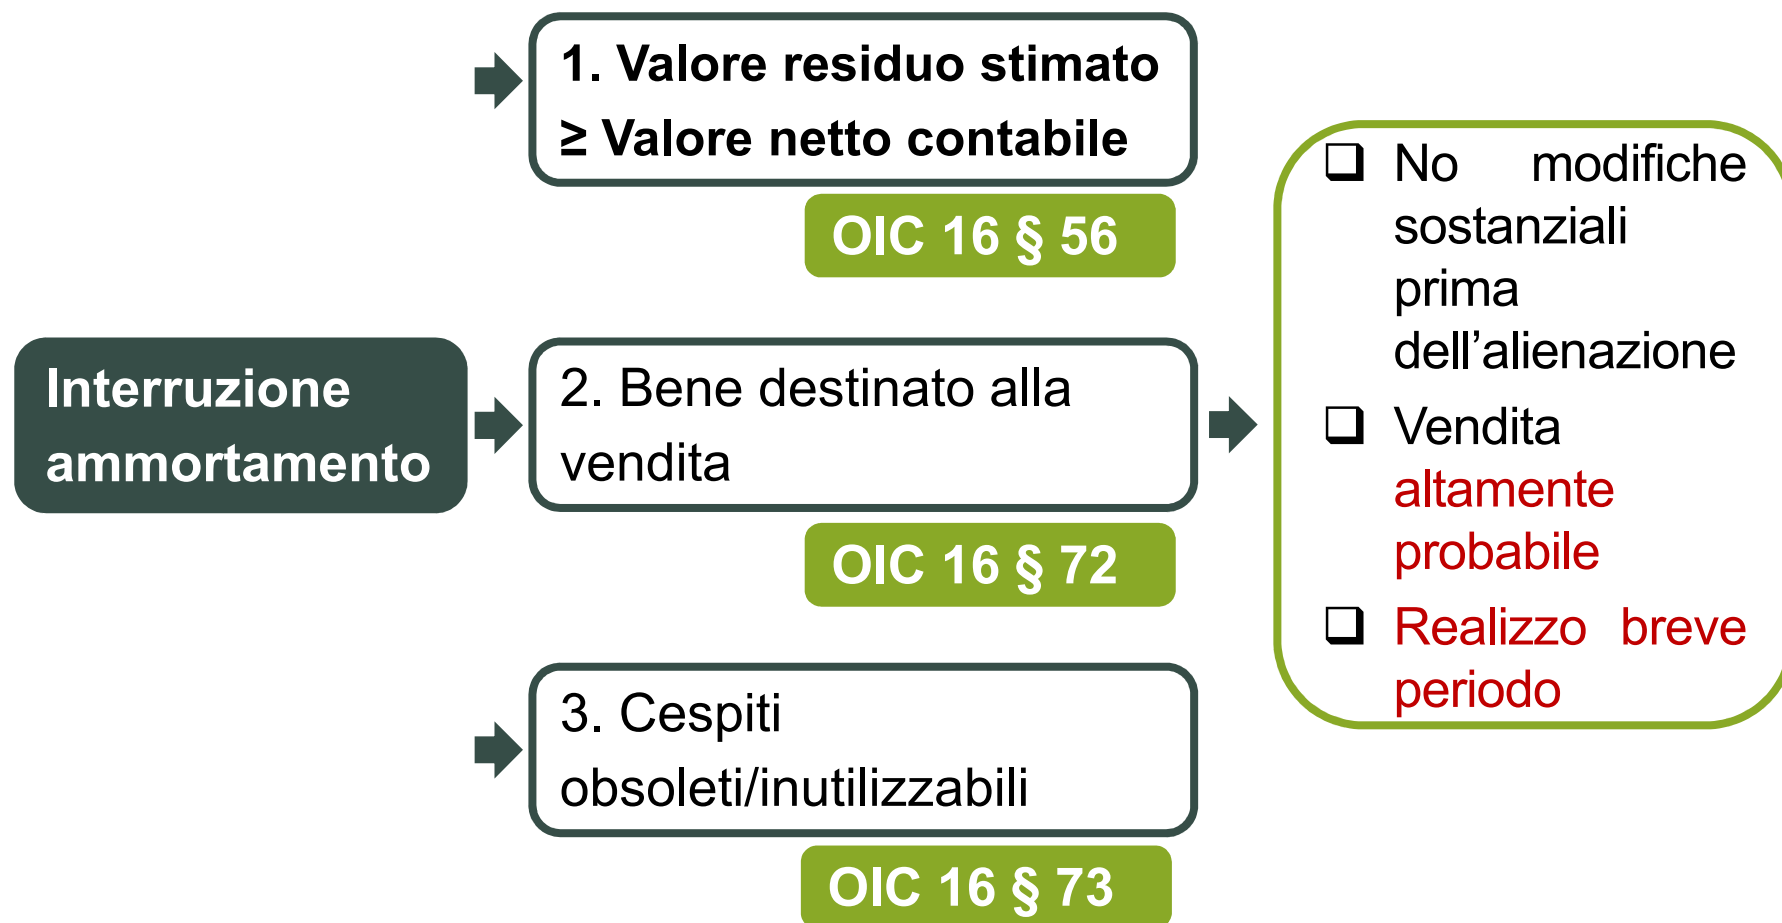 Interruzione
ammortamento
1. Valore residuo stimato
≥ Valore netto contabile
OIC 16 § 56
2. Bene destinato alla
vendita
OIC 16 § 72
❑ No modifiche
sostanziali
prima
dell’alienazione
❑ Vendita
altamente
probabile
❑ Realizzo breve
periodo
3. Cespiti
obsoleti/inutilizzabili
OIC 16 § 73